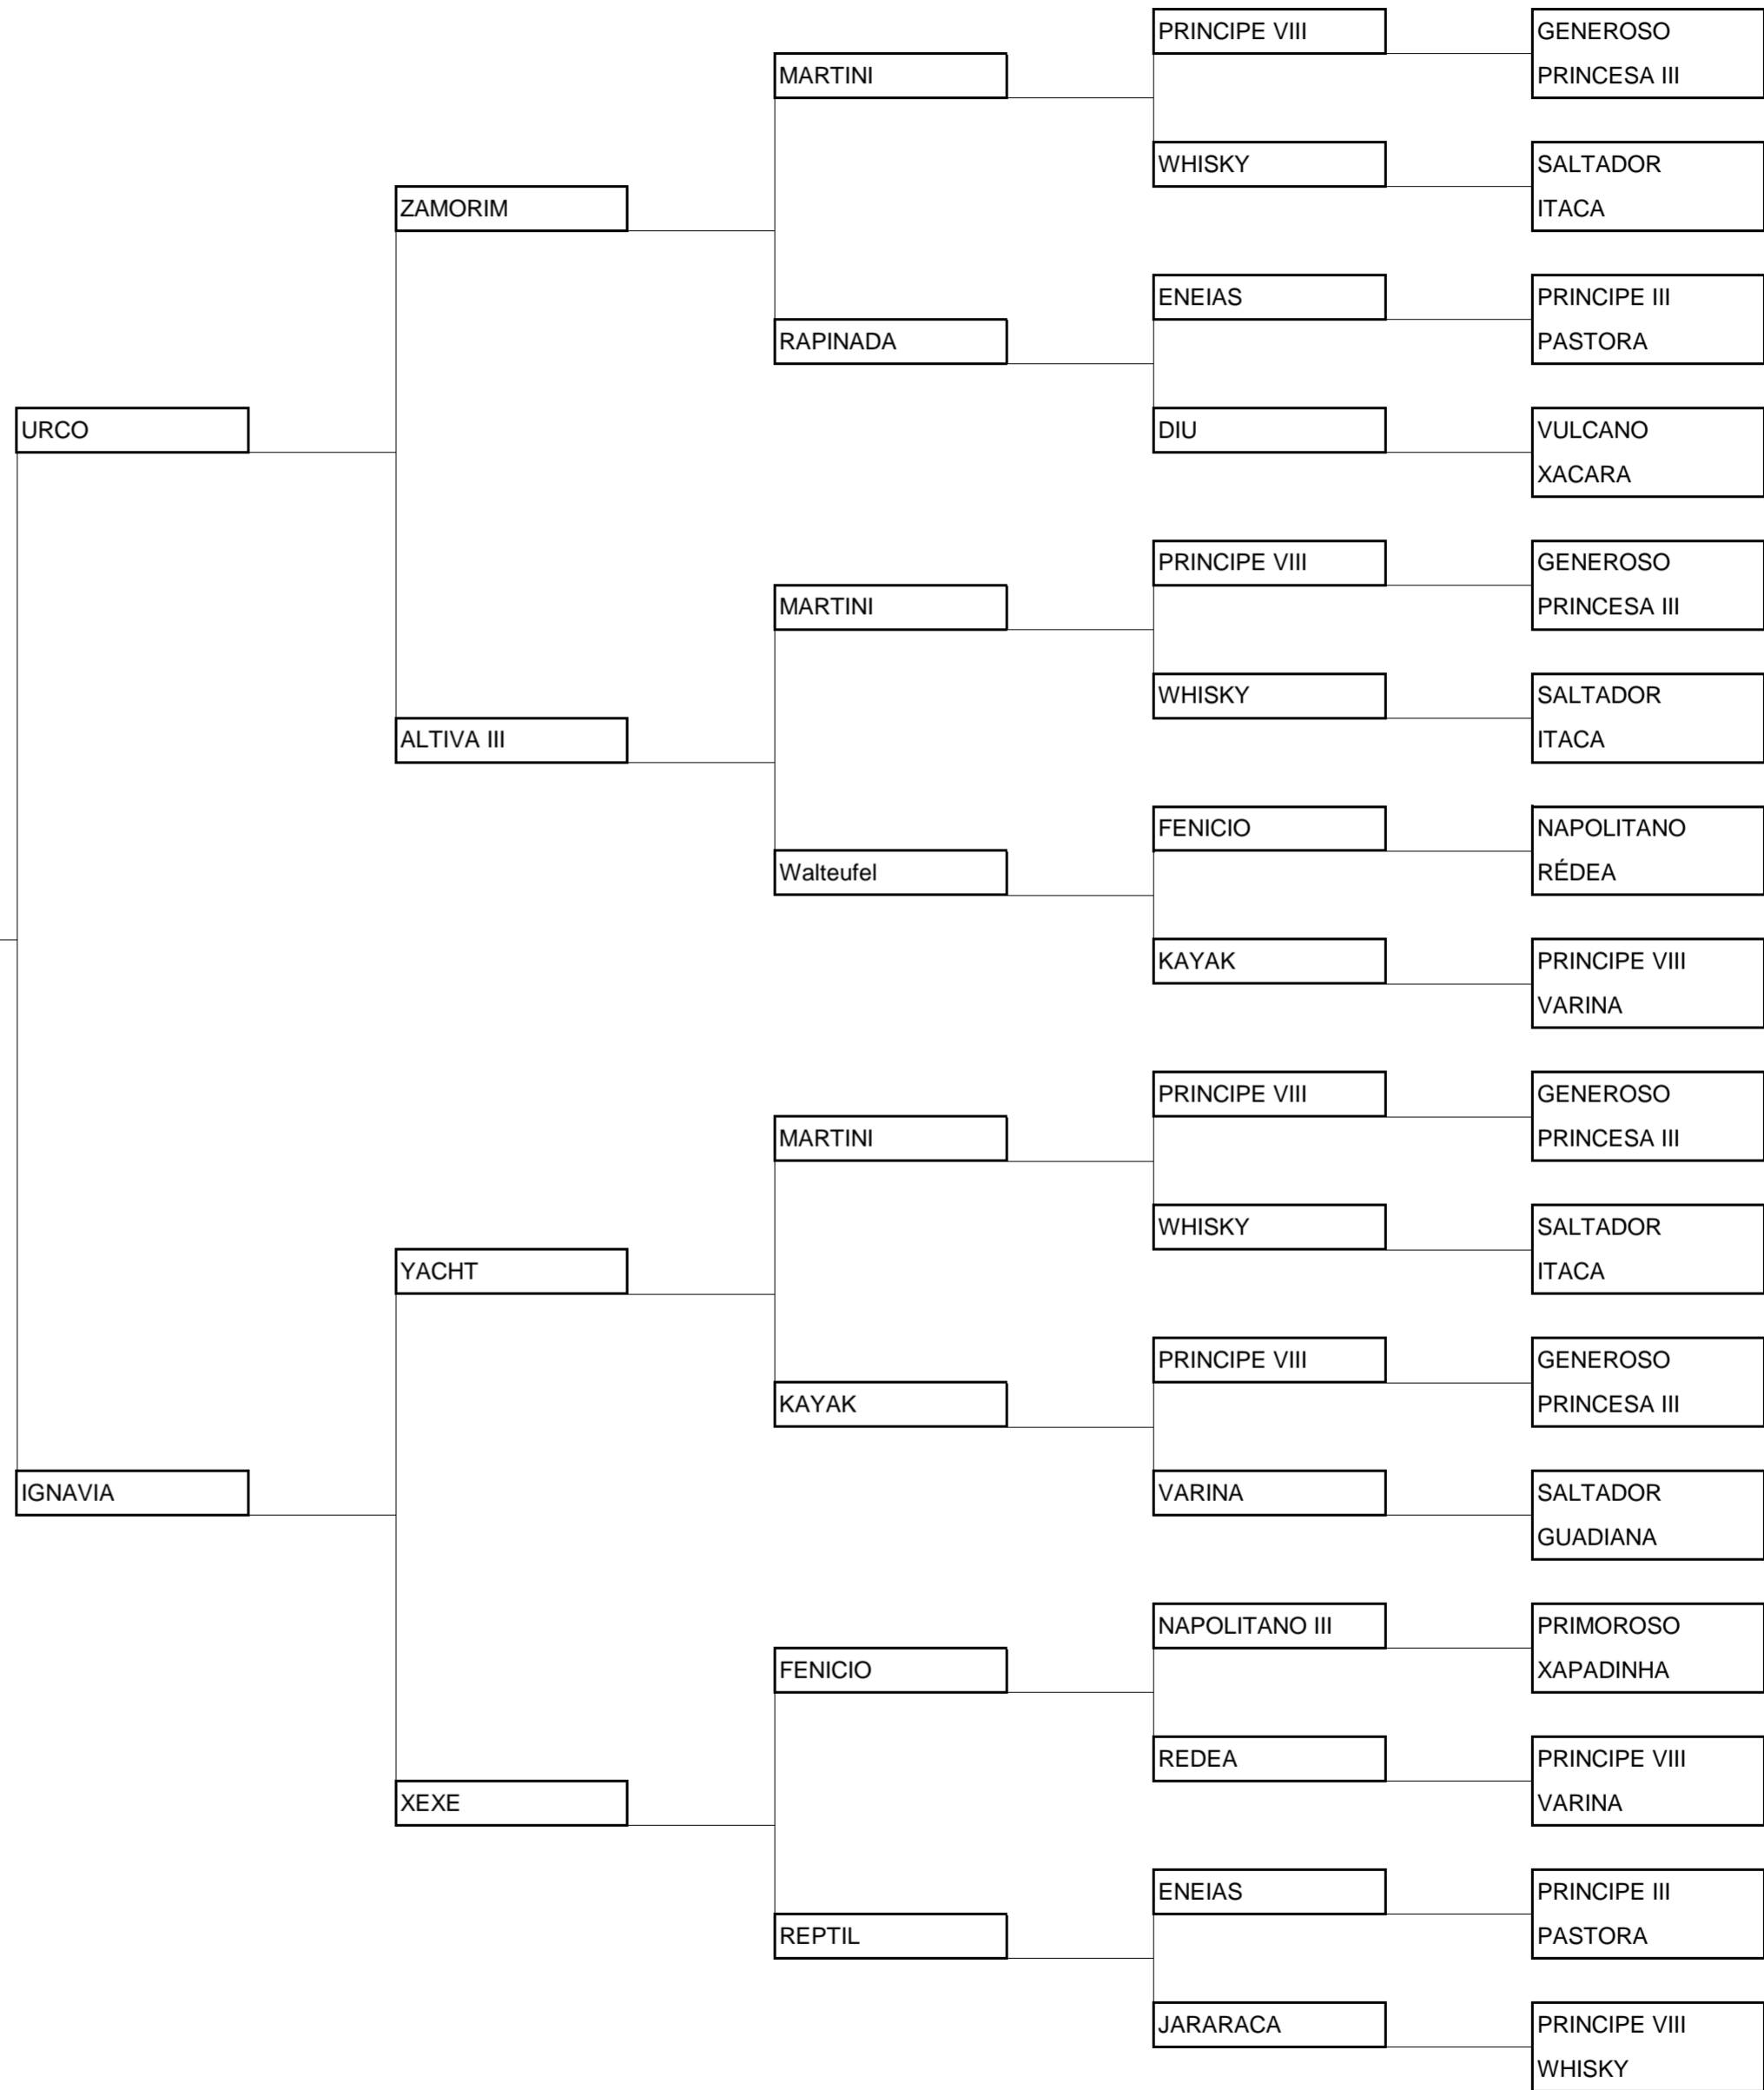 PRINCIPE VIII
GENEROSO
MARTINI
PRINCESA III
WHISKY
SALTADOR
ZAMORIM
ITACA
ENEIAS
PRINCIPE III
RAPINADA
PASTORA
URCO
DIU
VULCANO
XACARA
PRINCIPE VIII
GENEROSO
MARTINI
PRINCESA III
WHISKY
SALTADOR
ALTIVA III
ITACA
FENICIO
NAPOLITANO
Walteufel
RÉDEA
KAYAK
PRINCIPE VIII
VARINA
PRINCIPE VIII
GENEROSO
MARTINI
PRINCESA III
WHISKY
SALTADOR
YACHT
ITACA
PRINCIPE VIII
GENEROSO
KAYAK
PRINCESA III
IGNAVIA
VARINA
SALTADOR
GUADIANA
NAPOLITANO III
PRIMOROSO
FENICIO
XAPADINHA
REDEA
PRINCIPE VIII
XEXE
VARINA
ENEIAS
PRINCIPE III
REPTIL
PASTORA
JARARACA
PRINCIPE VIII
WHISKY